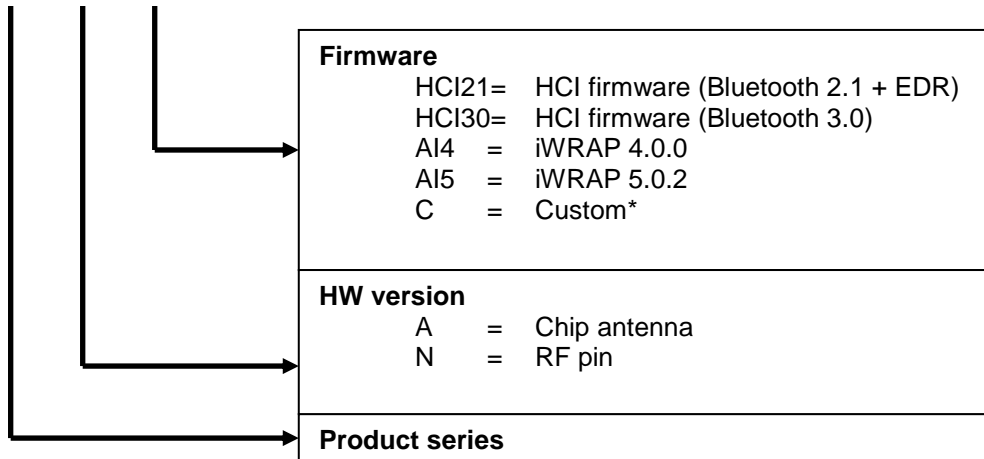 Firmware
HCI21= HCI firmware (Bluetooth 2.1 + EDR)
HCI30= HCI firmware (Bluetooth 3.0)
AI4 = iWRAP 4.0.0
AI5 = iWRAP 5.0.2
C = Custom*
HW version
A = Chip antenna
N = RF pin
Product series